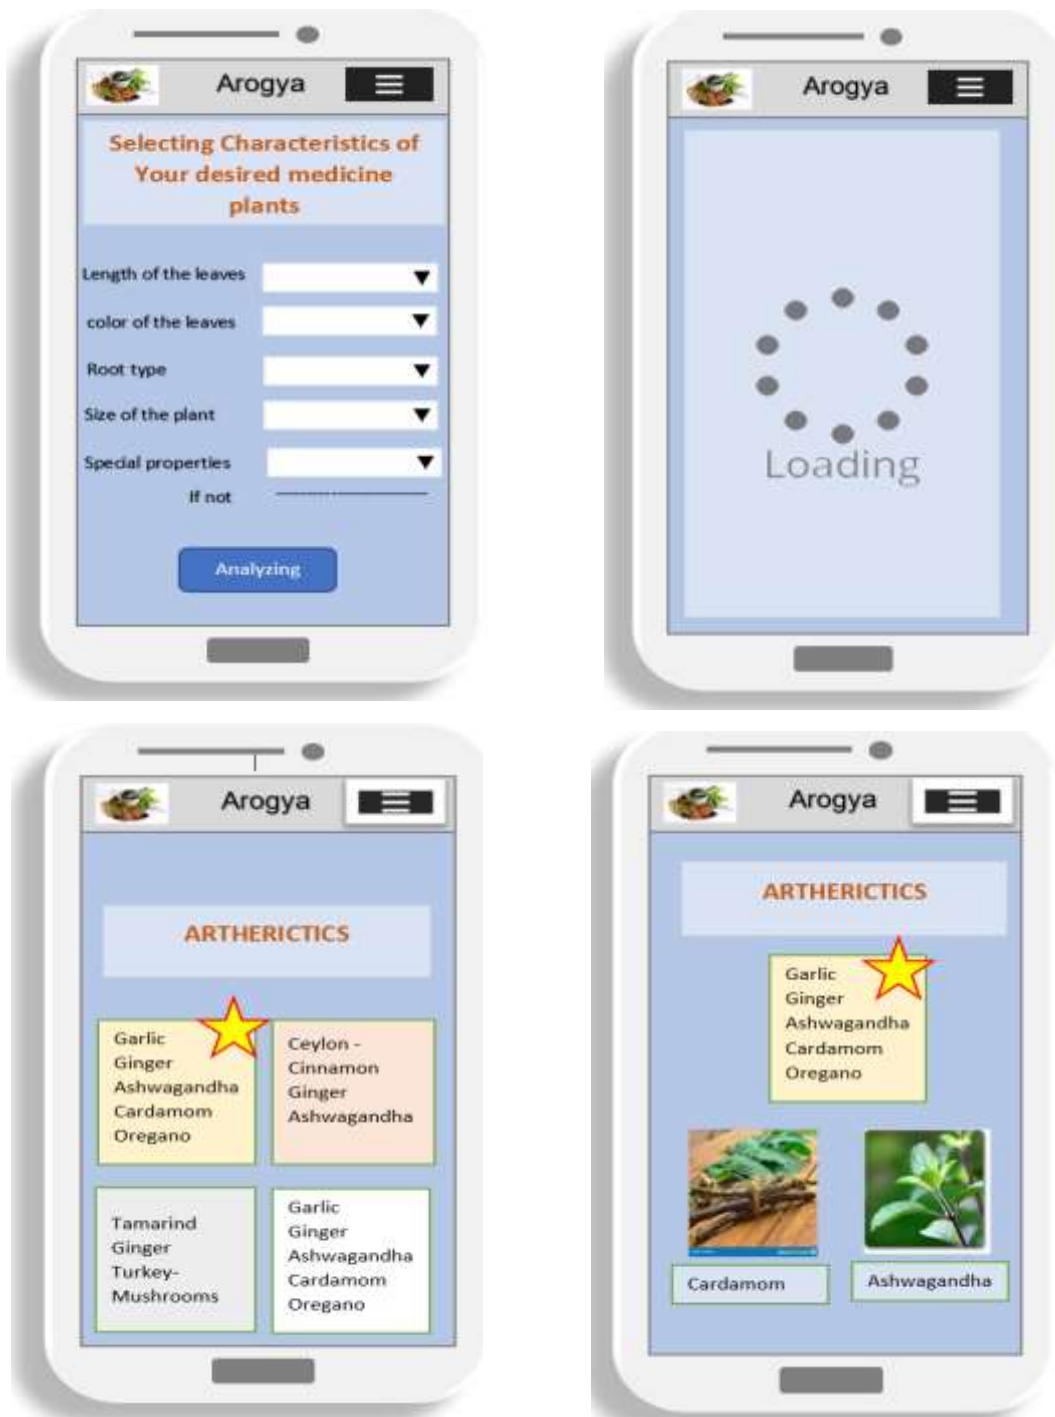 Arogya
Selecting Characteristics of
Your desired medicine
plants
Length of the leaves
color of the leaves
Root type
Size of the plant
Special properties
If not
Analyzing
Arogya
Loading
Arogya
ARTHERICTICS
Garlic
Ginger
Ashwagandha
Cardamom
Oregano
Ceylon -
Cinnamon
Ginger
Ashwagandha
Tamarind
Ginger
Turkey-
Mushrooms
Garlic
Ginger
Ashwagandha
Cardamom
Oregano
Arogya
ARTHERICTICS
Garlic
Ginger
Ashwagandha
Cardamom
Oregano
Cardamom
Ashwagandha